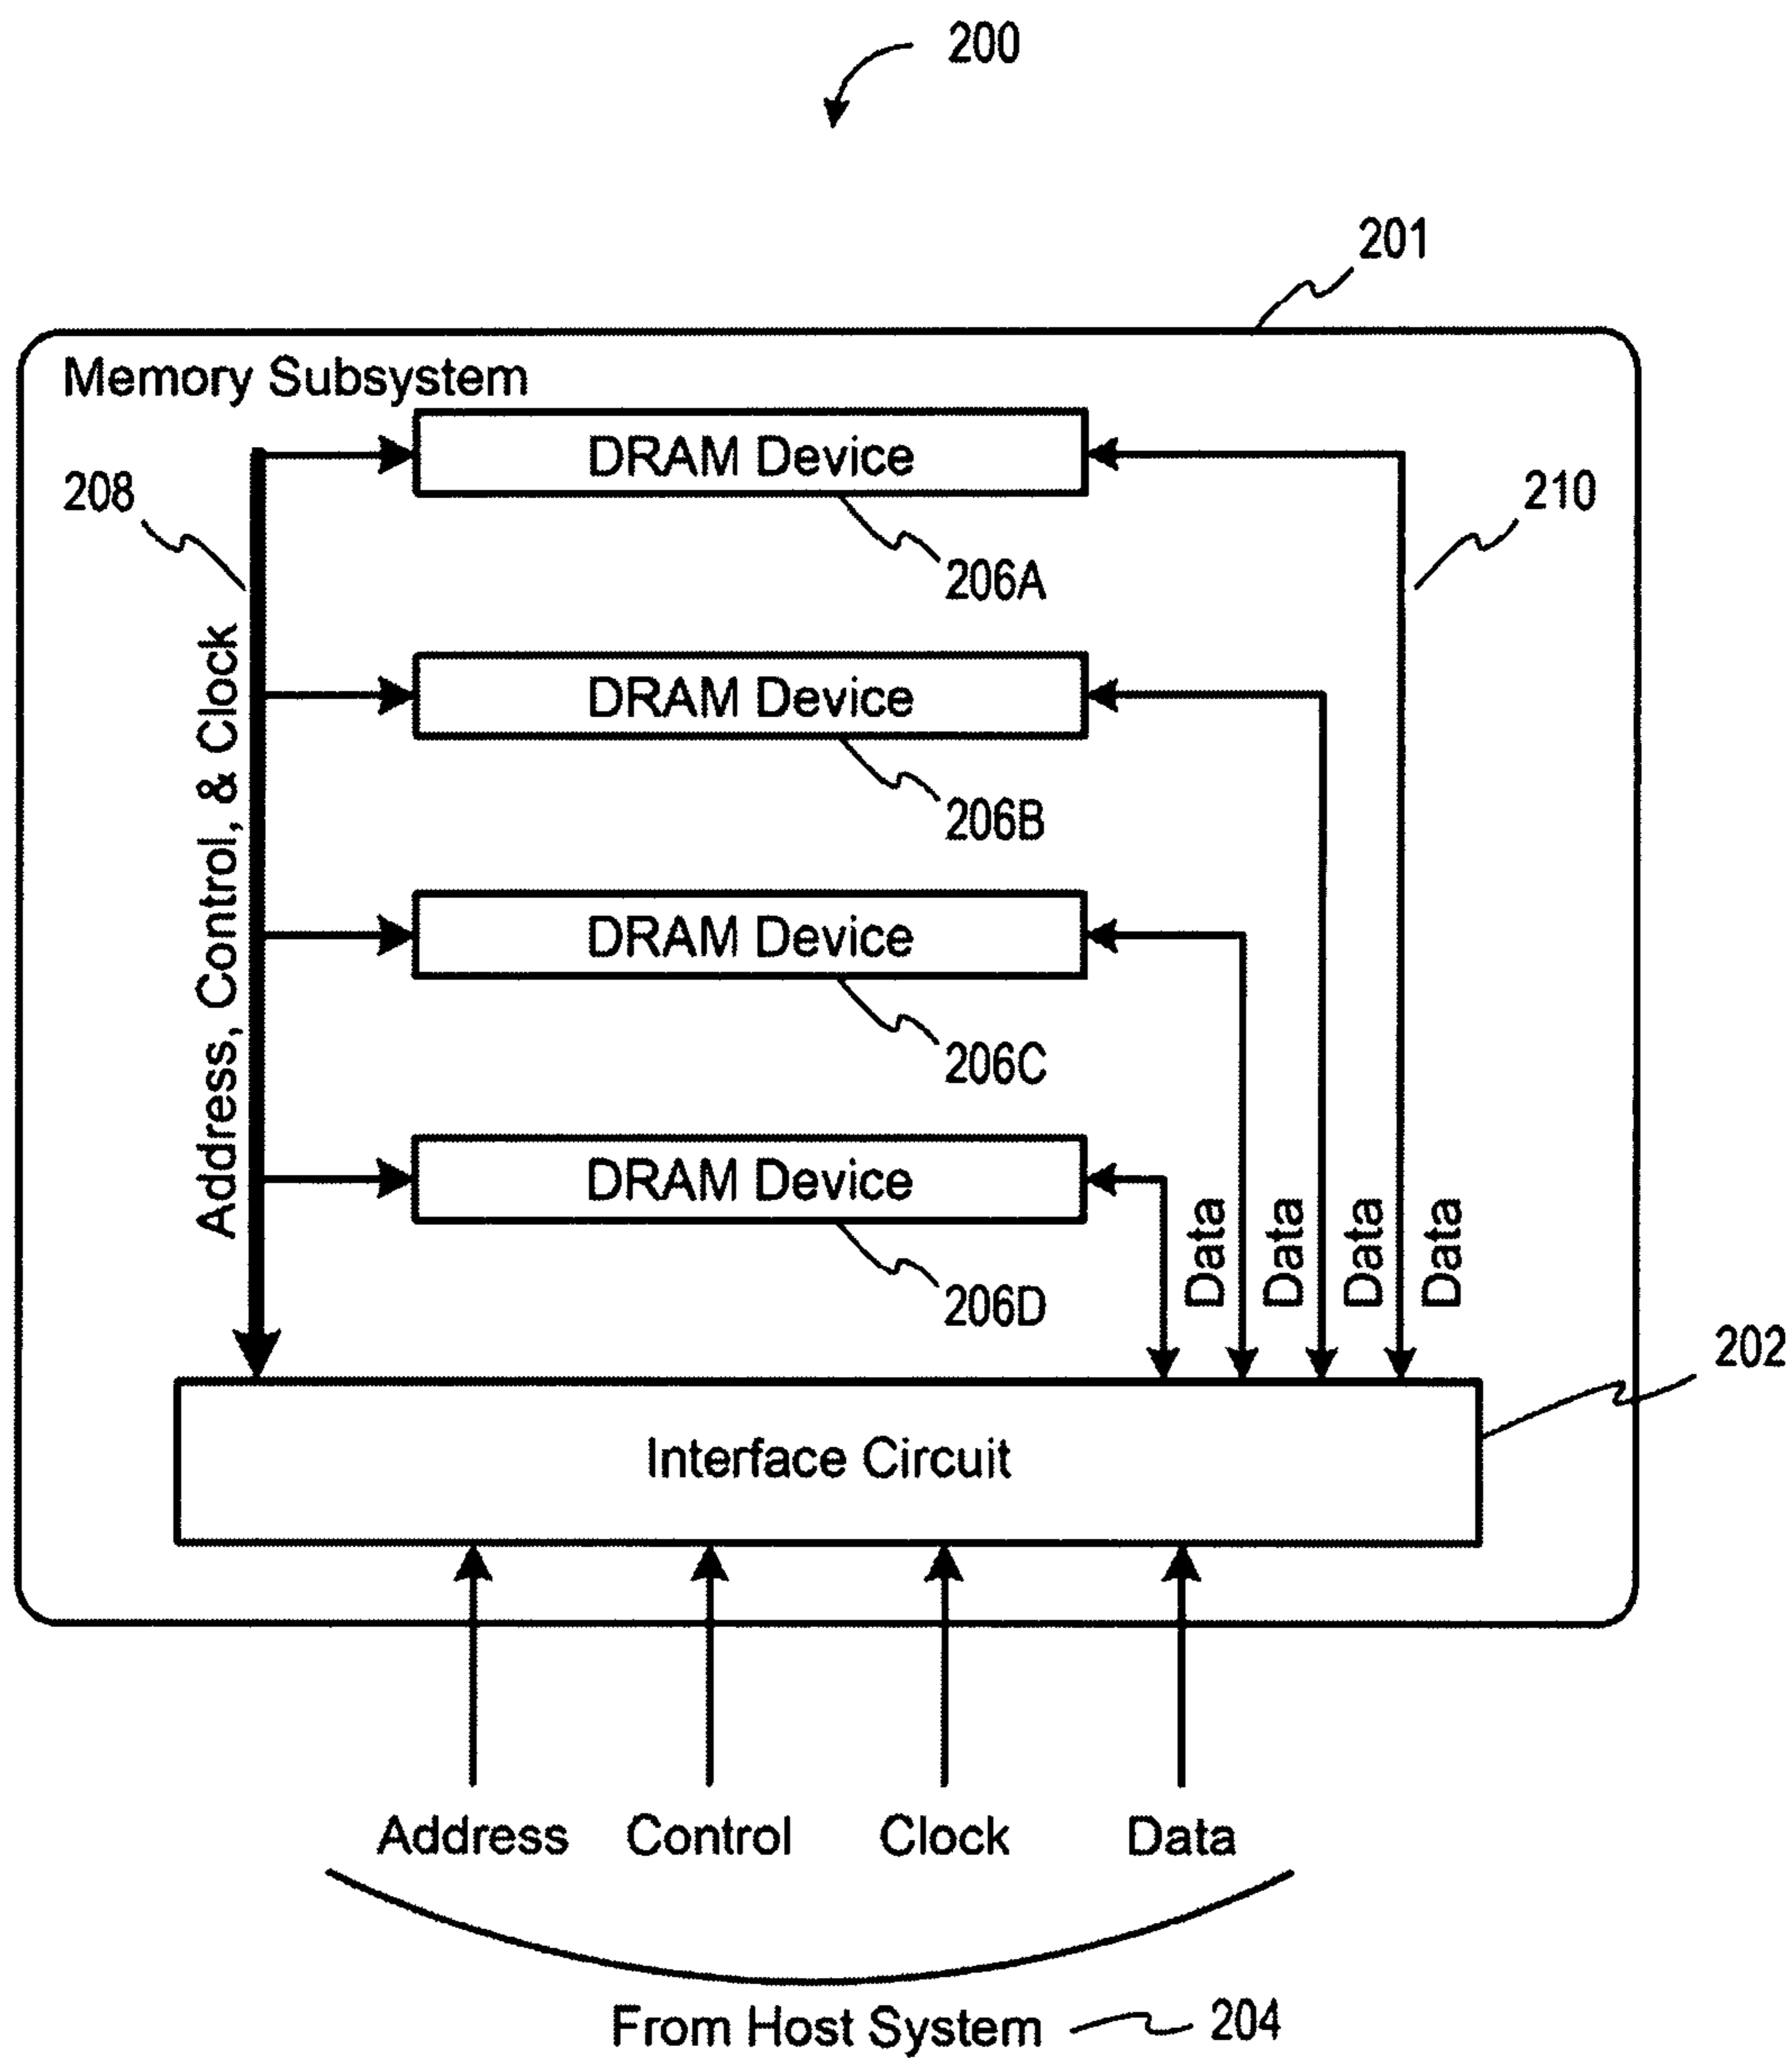 200
201
Memory Subsystem
DRAM Device
208
210
206A
Address, Control, & Clock
DRAM Device
206B
DRAM Device
206C
DRAM Device
206D
Data
Data
Data
Data
202
Interface Circuit
Address Control Clock Data
From Host System 204